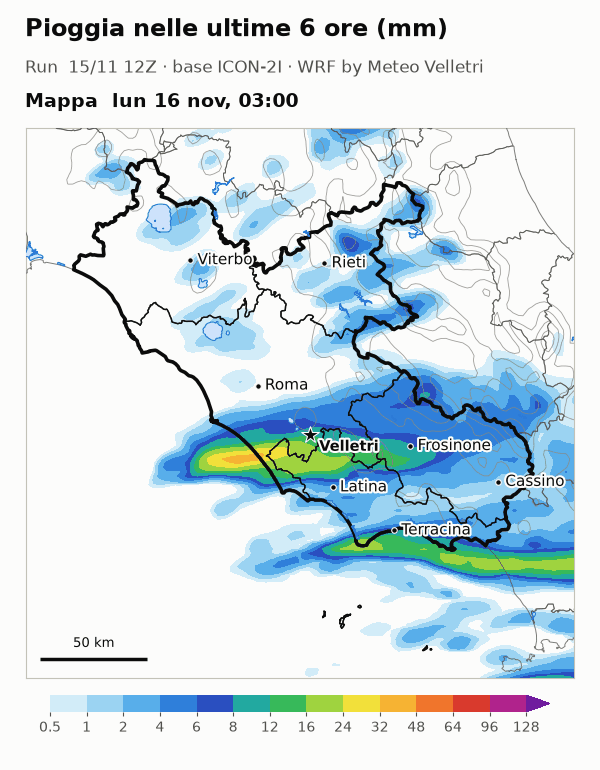 Pioggia nelle ultime 6 ore (mm)
Run 15/11 12Z · base ICON-2I · WRF by Meteo Velletri
Mappa lun 16 nov, 03:00
Viterbo
Rieti
Roma
Velletri
Frosinone
Latina
Cassino
Terracina
50 km
0.5 1 2 4 6 8 12 16 24 32 48 64 96 128